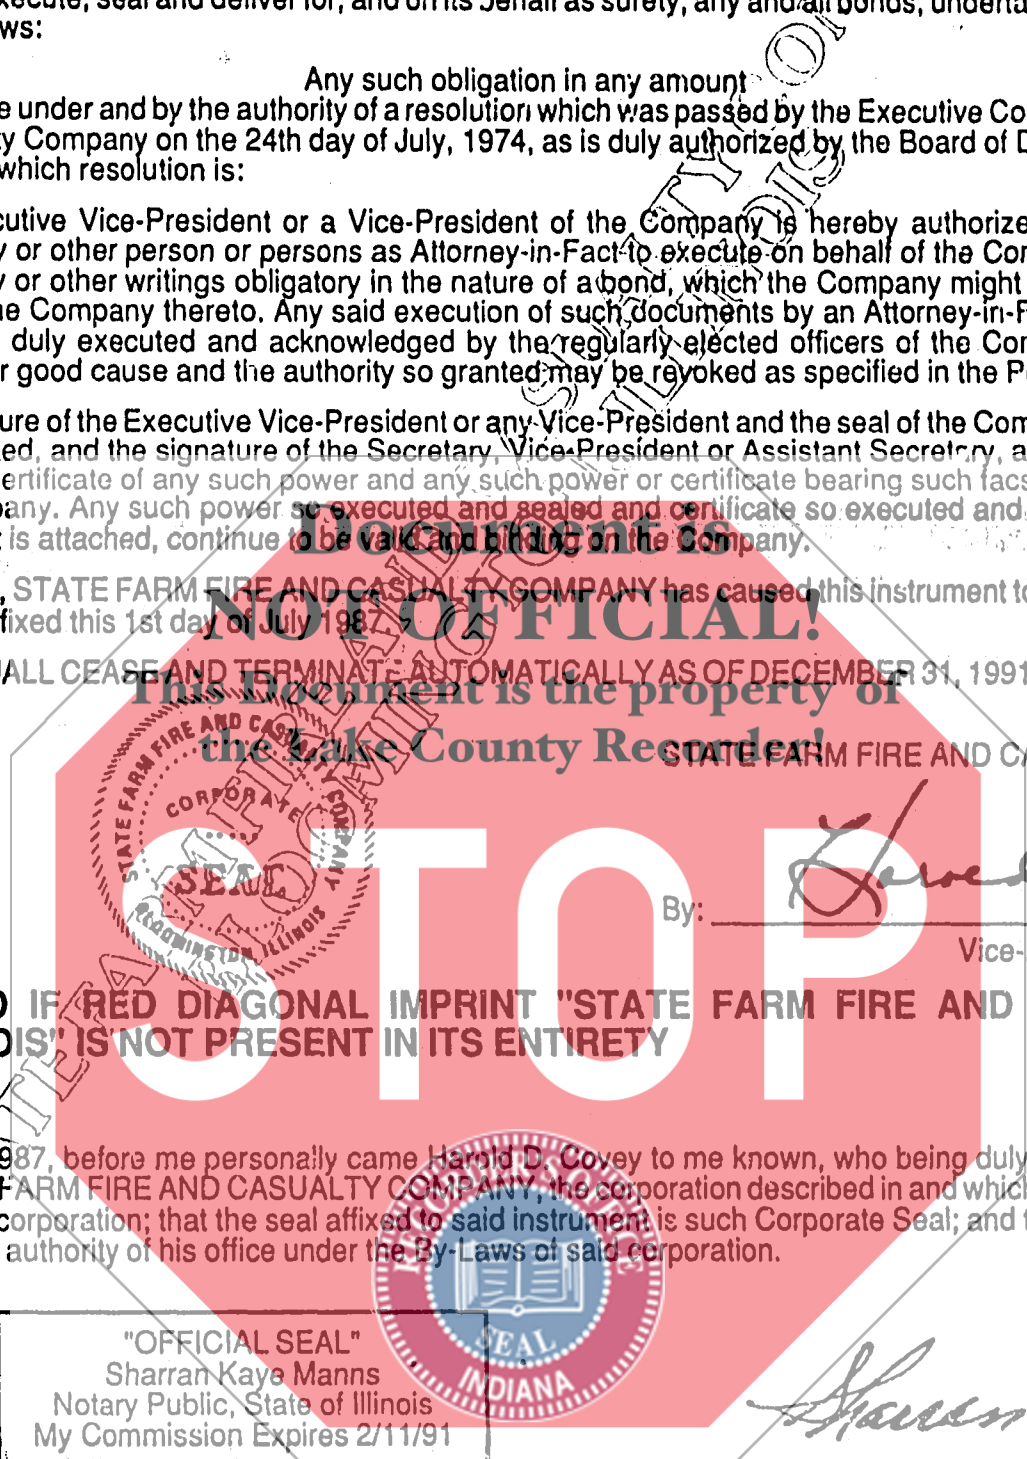 execute, seal and deliver for, and on its behalf as surety, any and all bonds, underta
ws:
Any such obligation in any amount
e under and by the authority of a resolution which was passed by the Executive Co
ty Company on the 24th day of July, 1974, as is duly authorized by the Board of D
which resolution is:
cutive Vice-President or a Vice-President of the Company is hereby authorize
y or other person or persons as Attorney-in-Fact to execute on behalf of the Com
y or other writings obligatory in the nature of a bond, which the Company might
he Company thereto. Any said execution of such documents by an Attorney-in-F
duly executed and acknowledged by the regularly elected officers of the Com
r good cause and the authority so granted may be revoked as specified in the P
ure of the Executive Vice-President or any Vice-President and the seal of the Com
ed, and the signature of the Secretary, Vice-President or Assistant Secretary, a
ertificate of any such power and any such power or certificate bearing such facs
pany. Any such power so executed and sealed and certificate so executed and
t is attached, continue to be valid and binding on the Company.
Document is
, STATE FARM FIRE AND CASUALTY COMPANY has caused this instrument to
NOT OFFICIAL!
fixed this 1st day of July 1987
ALL CEASE AND TERMINATE AUTOMATICALLY AS OF DECEMBER 31, 1991
This Document is the property of
the Lake County Recorder!
STATE FARM FIRE AND CA
STATE FARM FIRE AND CASUALTY COMPANY
CORPORATE
SEAL
BLOOMINGTON ILLINOIS
STOP
By:
Vice-
IF RED DIAGONAL IMPRINT "STATE FARM FIRE AND
OIS" IS NOT PRESENT IN ITS ENTIRETY
987, before me personally came Harold D. Covey to me known, who being duly
FARM FIRE AND CASUALTY COMPANY, the corporation described in and which
corporation; that the seal affixed to said instrument is such Corporate Seal; and t
authority of his office under the By-Laws of said corporation.
RECORDER'S OFFICE
SEAL
INDIANA
"OFFICIAL SEAL"
Sharran Kaye Manns
Notary Public, State of Illinois
My Commission Expires 2/11/91